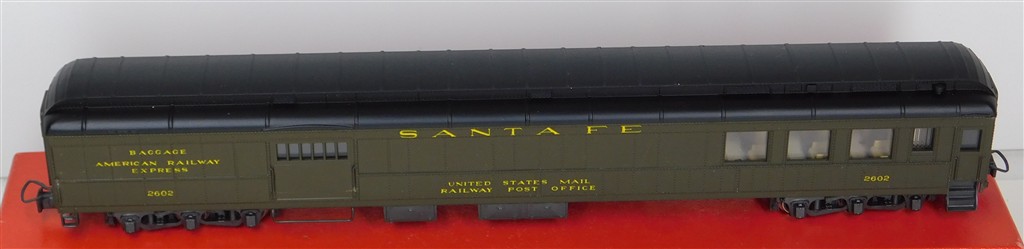 SANTA FE
BAGGAGE
AMERICAN RAILWAY
EXPRESS
2602
UNITED STATES MAIL
RAILWAY POST OFFICE
2602